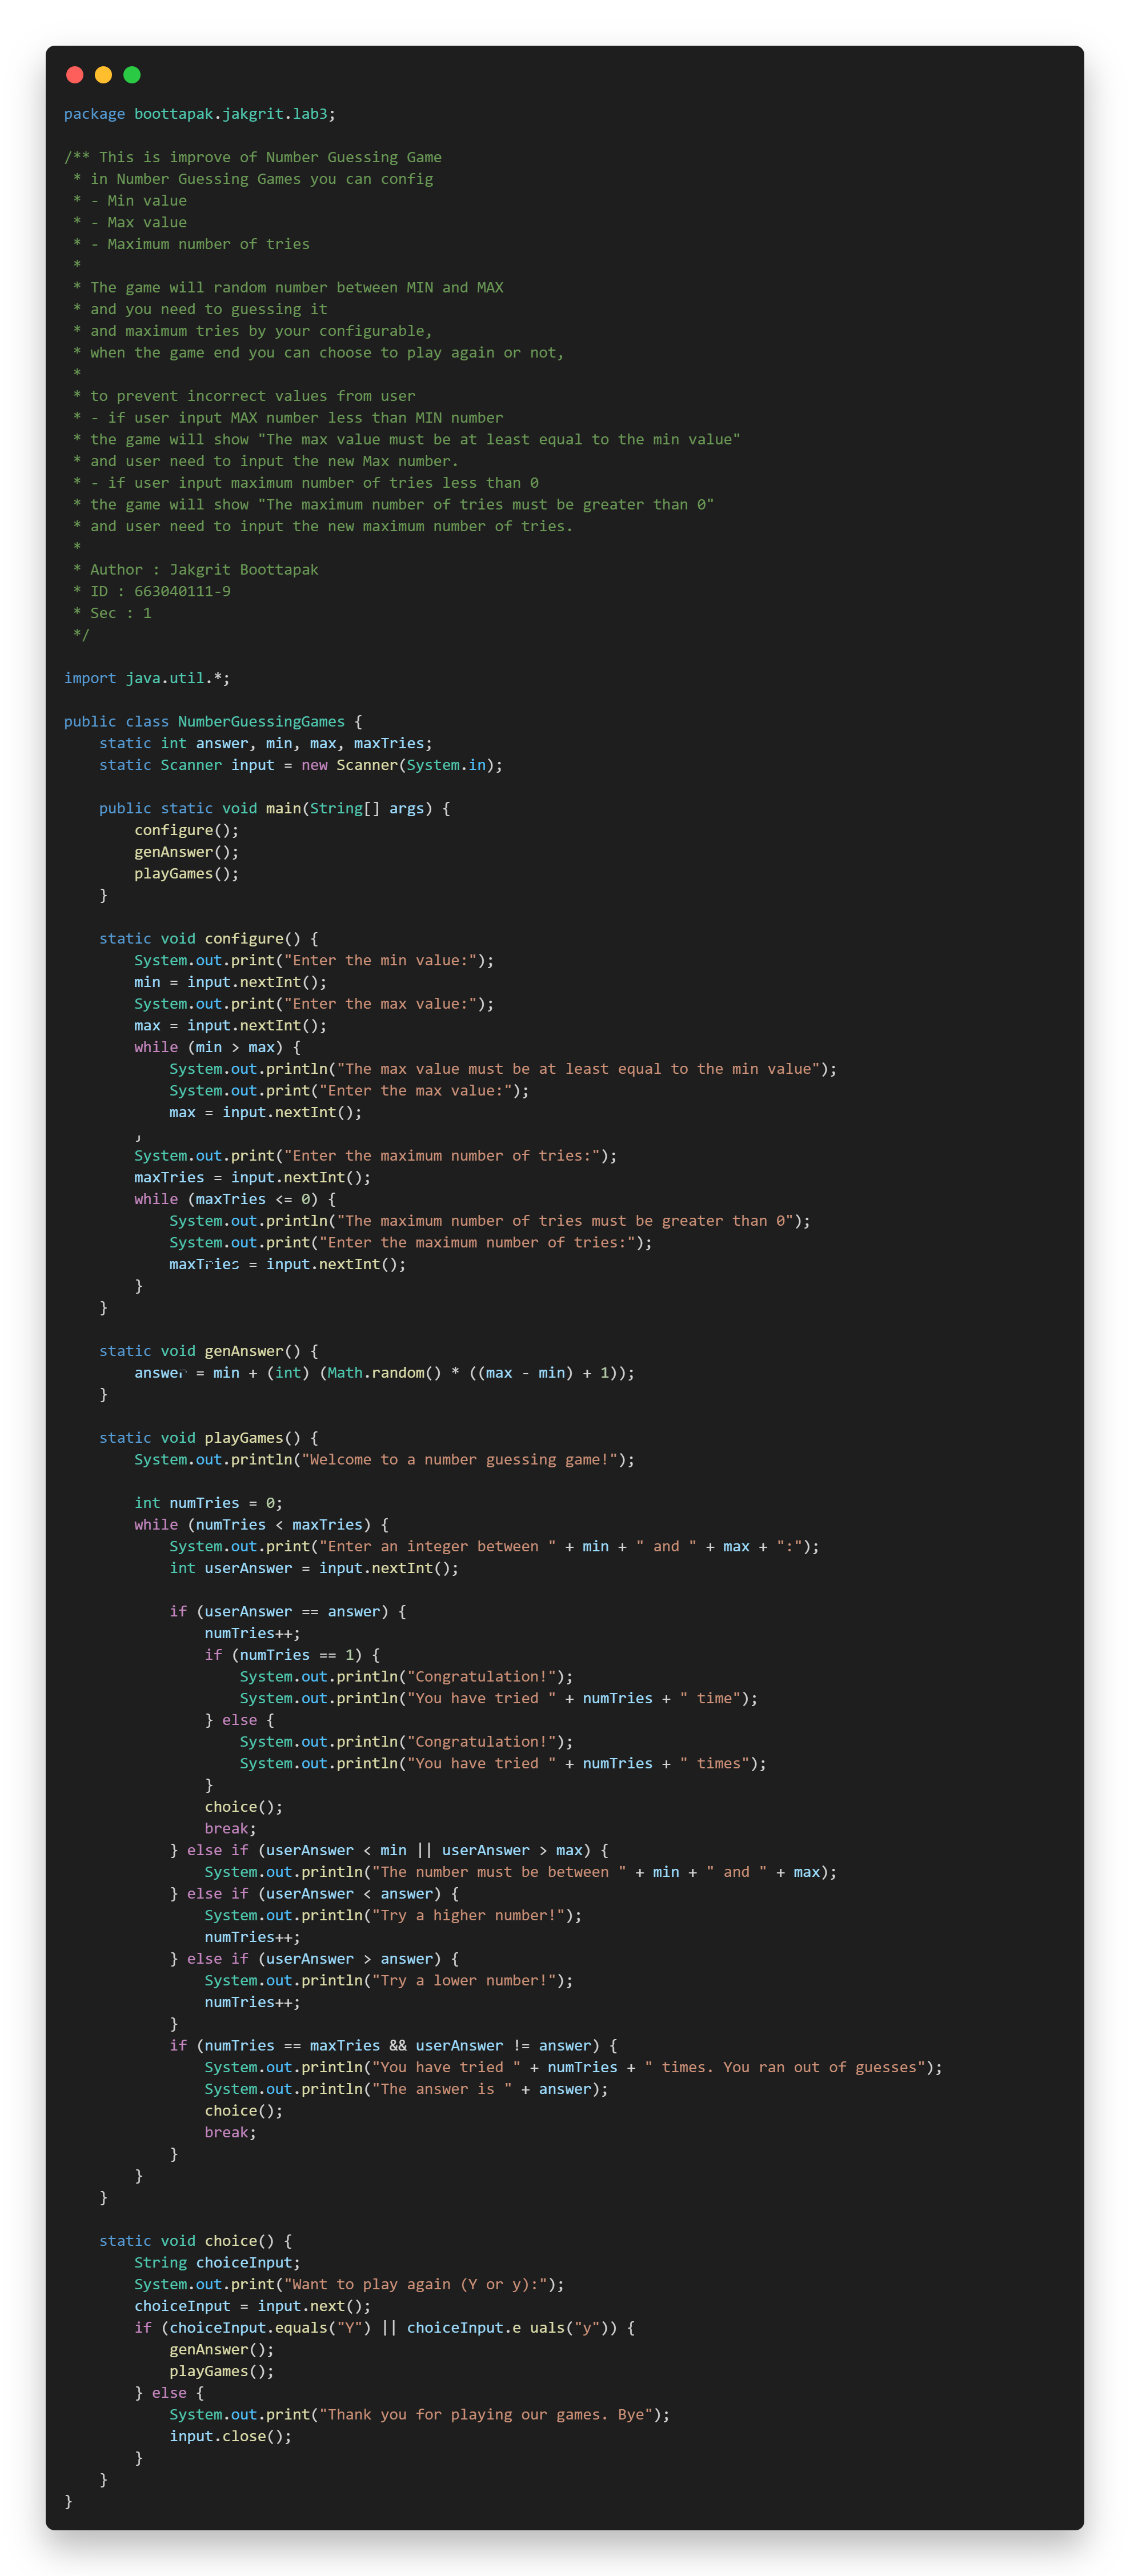 package boottapak.jakgrit.lab3;

/** This is improve of Number Guessing Game
 * in Number Guessing Games you can config
 * - Min value
 * - Max value
 * - Maximum number of tries
 *
 * The game will random number between MIN and MAX
 * and you need to guessing it
 * and maximum tries by your configurable,
 * when the game end you can choose to play again or not,
 *
 * to prevent incorrect values from user
 * - if user input MAX number less than MIN number
 * the game will show "The max value must be at least equal to the min value"
 * and user need to input the new Max number.
 * - if user input maximum number of tries less than 0
 * the game will show "The maximum number of tries must be greater than 0"
 * and user need to input the new maximum number of tries.
 *
 * Author : Jakgrit Boottapak
 * ID : 663040111-9
 * Sec : 1
 */

import java.util.*;

public class NumberGuessingGames {
    static int answer, min, max, maxTries;
    static Scanner input = new Scanner(System.in);

    public static void main(String[] args) {
        configure();
        genAnswer();
        playGames();
    }

    static void configure() {
        System.out.print("Enter the min value:");
        min = input.nextInt();
        System.out.print("Enter the max value:");
        max = input.nextInt();
        while (min > max) {
            System.out.println("The max value must be at least equal to the min value");
            System.out.print("Enter the max value:");
            max = input.nextInt();
        }
        System.out.print("Enter the maximum number of tries:");
        maxTries = input.nextInt();
        while (maxTries <= 0) {
            System.out.println("The maximum number of tries must be greater than 0");
            System.out.print("Enter the maximum number of tries:");
            maxTries = input.nextInt();
        }
    }

    static void genAnswer() {
        answer = min + (int) (Math.random() * ((max - min) + 1));
    }

    static void playGames() {
        System.out.println("Welcome to a number guessing game!");

        int numTries = 0;
        while (numTries < maxTries) {
            System.out.print("Enter an integer between " + min + " and " + max + ":");
            int userAnswer = input.nextInt();

            if (userAnswer == answer) {
                numTries++;
                if (numTries == 1) {
                    System.out.println("Congratulation!");
                    System.out.println("You have tried " + numTries + " time");
                } else {
                    System.out.println("Congratulation!");
                    System.out.println("You have tried " + numTries + " times");
                }
                choice();
                break;
            } else if (userAnswer < min || userAnswer > max) {
                System.out.println("The number must be between " + min + " and " + max);
            } else if (userAnswer < answer) {
                System.out.println("Try a higher number!");
                numTries++;
            } else if (userAnswer > answer) {
                System.out.println("Try a lower number!");
                numTries++;
            }
            if (numTries == maxTries && userAnswer != answer) {
                System.out.println("You have tried " + numTries + " times. You ran out of guesses");
                System.out.println("The answer is " + answer);
                choice();
                break;
            }
        }
    }

    static void choice() {
        String choiceInput;
        System.out.print("Want to play again (Y or y):");
        choiceInput = input.next();
        if (choiceInput.equals("Y") || choiceInput.e uals("y")) {
            genAnswer();
            playGames();
        } else {
            System.out.print("Thank you for playing our games. Bye");
            input.close();
        }
    }
}